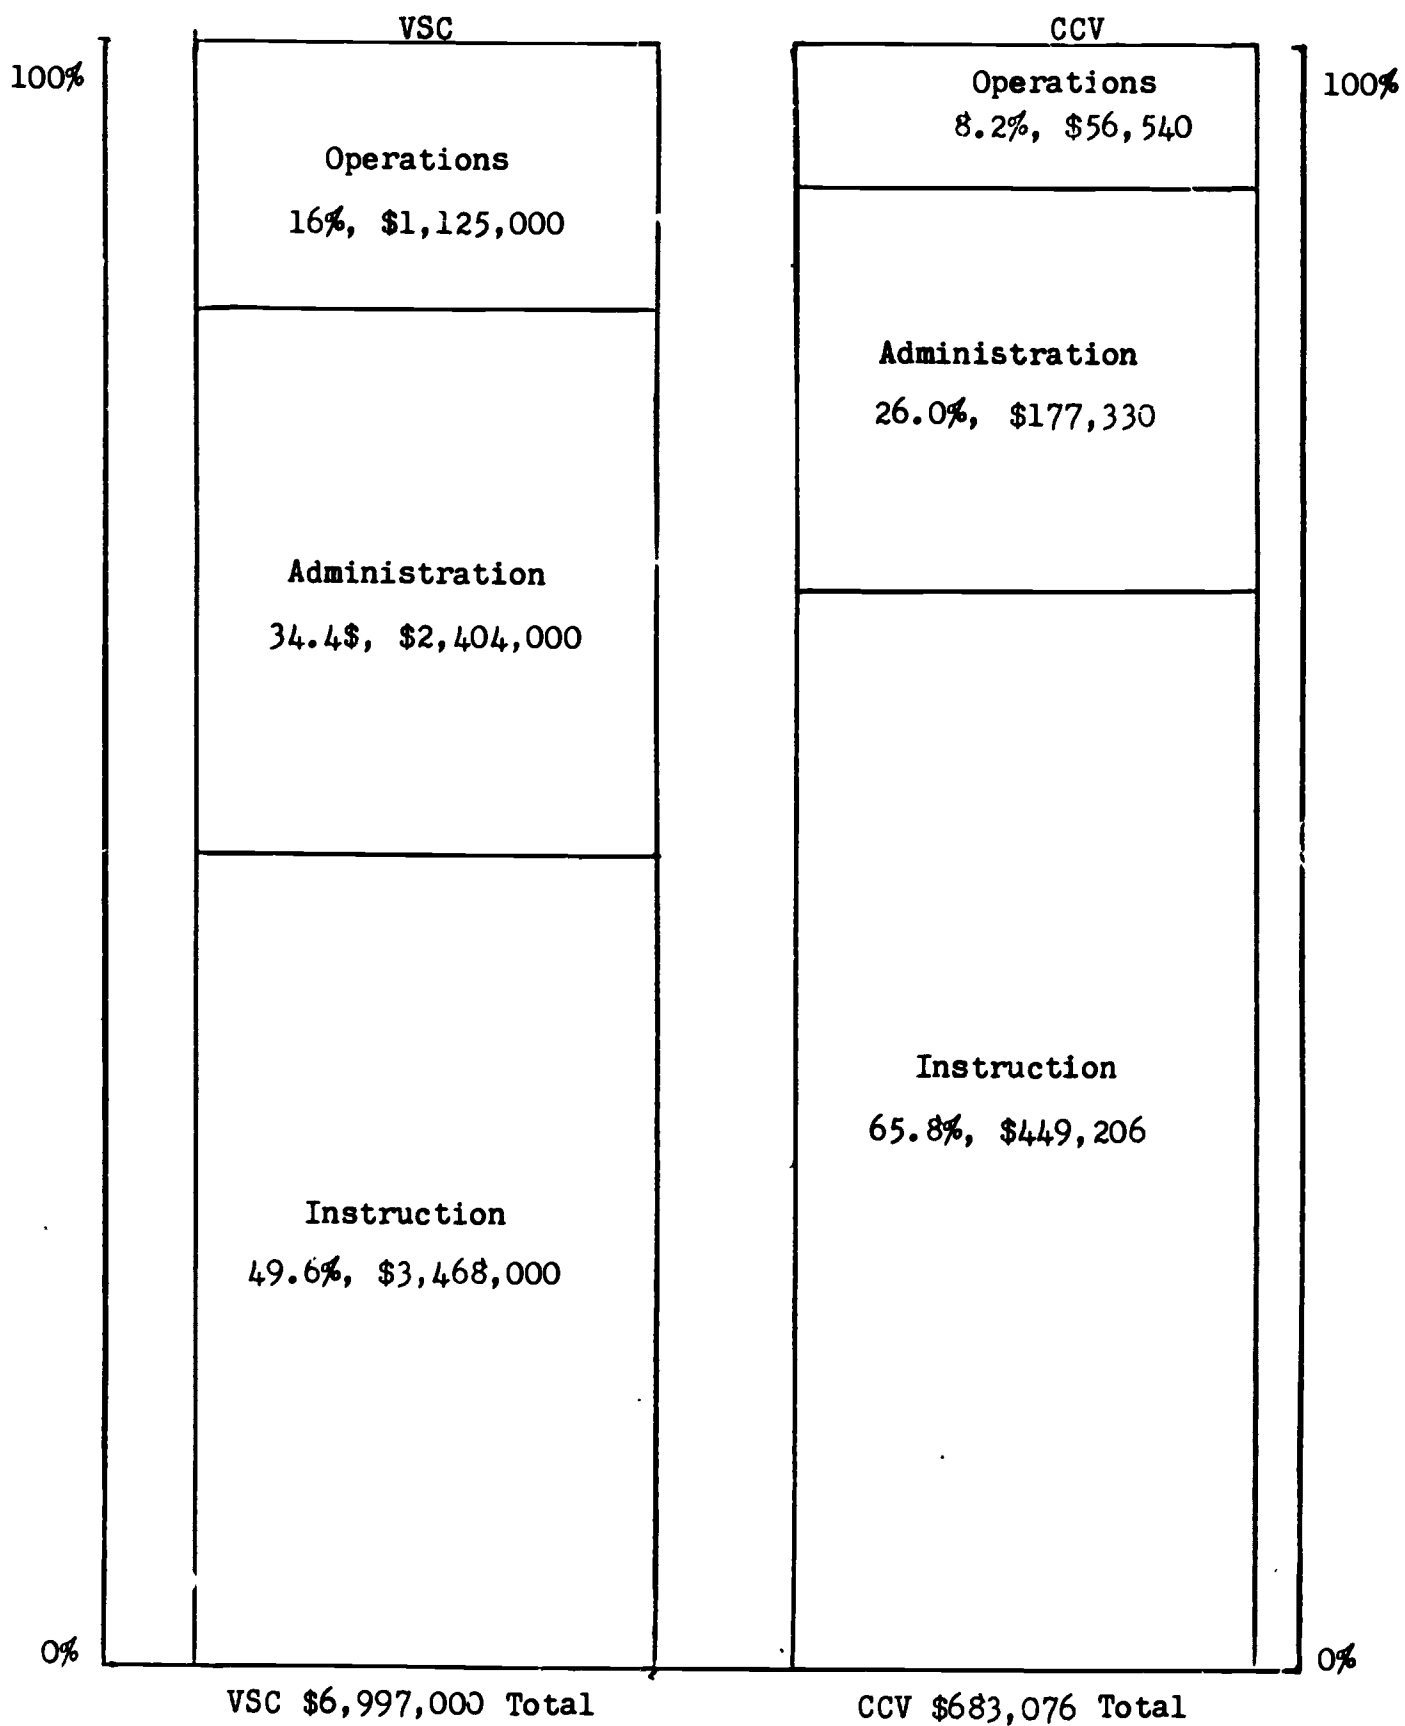 VSC
100%
Operations
16%, $1,125,000
Administration
34.4$, $2,404,000
Instruction
49.6%, $3,468,000
0%
VSC $6,997,000 Total
CCV
100%
Operations
8.2%, $56,540
Administration
26.0%, $177,330
Instruction
65.8%, $449,206
0%
CCV $683,076 Total